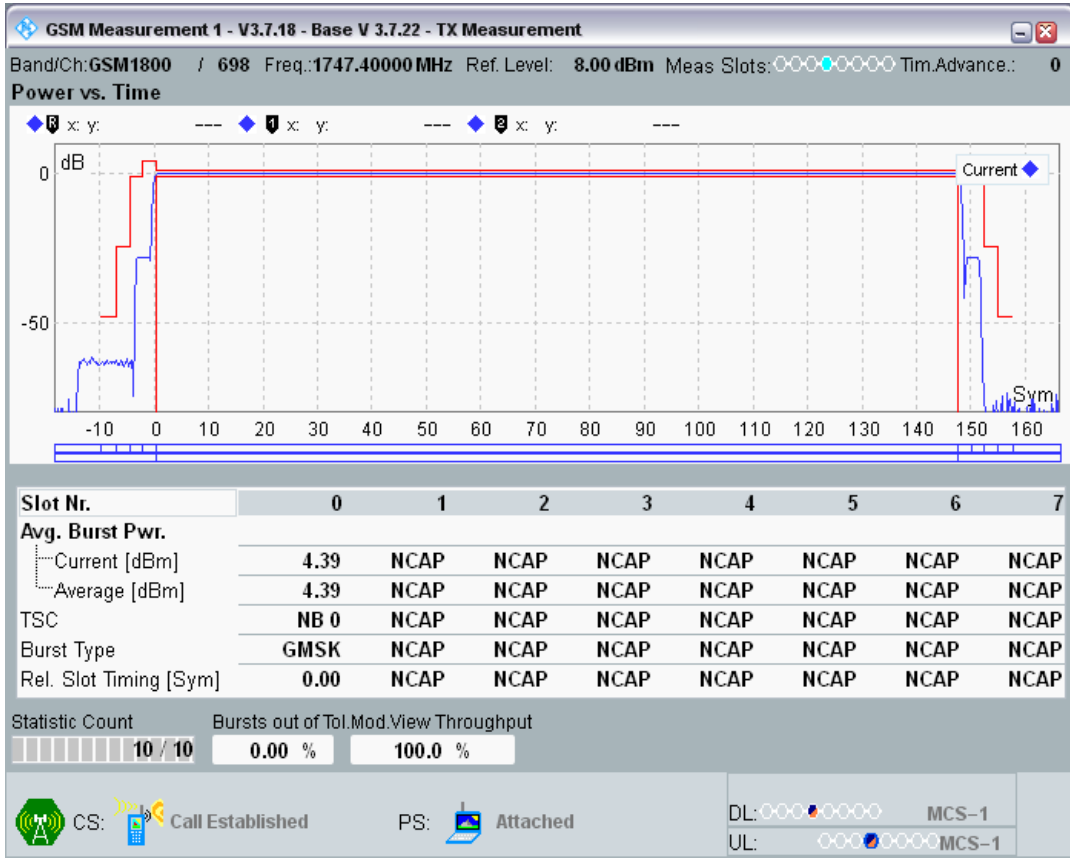 GSM Measurement 1 - V3.7.18 - Base V 3.7.22 - TX Measurement
Band/Ch:GSM1800 / 698 Freq.:1747.40000 MHz Ref. Level: 8.00 dBm Meas Slots: Tim.Advance.: 0
Power vs. Time
R x: y: --- 1 x: y: --- 2 x: y: ---
dB
Current
0
-50
Sym
-10 0 10 20 30 40 50 60 70 80 90 100 110 120 130 140 150 160
Slot Nr. 0 1 2 3 4 5 6 7
Avg. Burst Pwr.
Current [dBm] 4.39 NCAP NCAP NCAP NCAP NCAP NCAP NCAP
Average [dBm] 4.39 NCAP NCAP NCAP NCAP NCAP NCAP NCAP
TSC NB 0 NCAP NCAP NCAP NCAP NCAP NCAP NCAP
Burst Type GMSK NCAP NCAP NCAP NCAP NCAP NCAP NCAP
Rel. Slot Timing [Sym] 0.00 NCAP NCAP NCAP NCAP NCAP NCAP NCAP
Statistic Count Bursts out of Tol.Mod.View Throughput
10 / 10 0.00 % 100.0 %
CS: Call Established PS: Attached
DL: MCS-1
UL: MCS-1